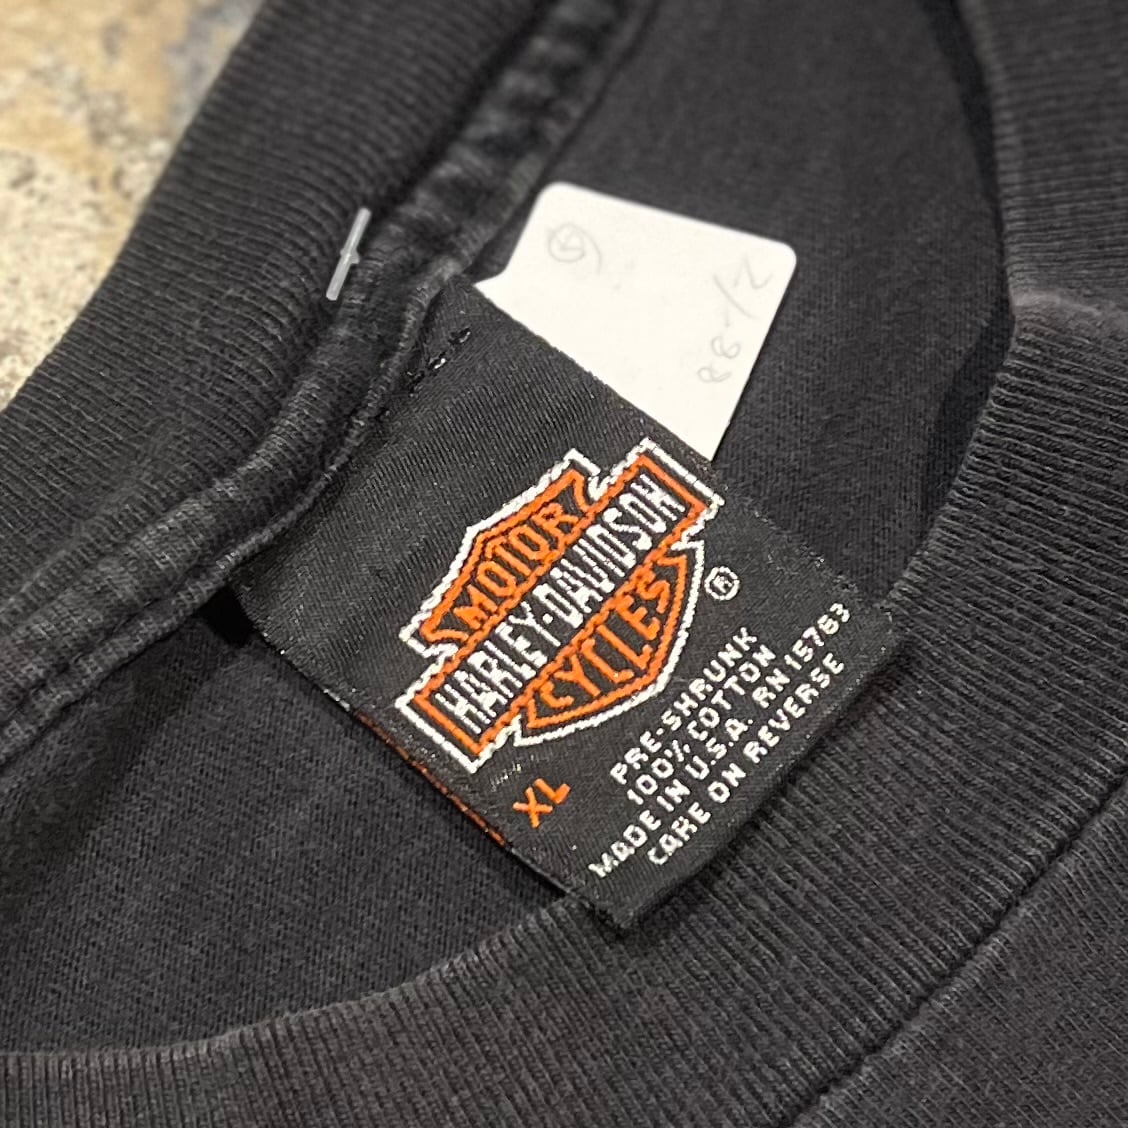 MOTOR
HARLEY-DAVIDSON
CYCLES
®
XL
PRE-SHRUNK
100% COTTON
MADE IN U.S.A. RN 15763
CARE ON REVERSE